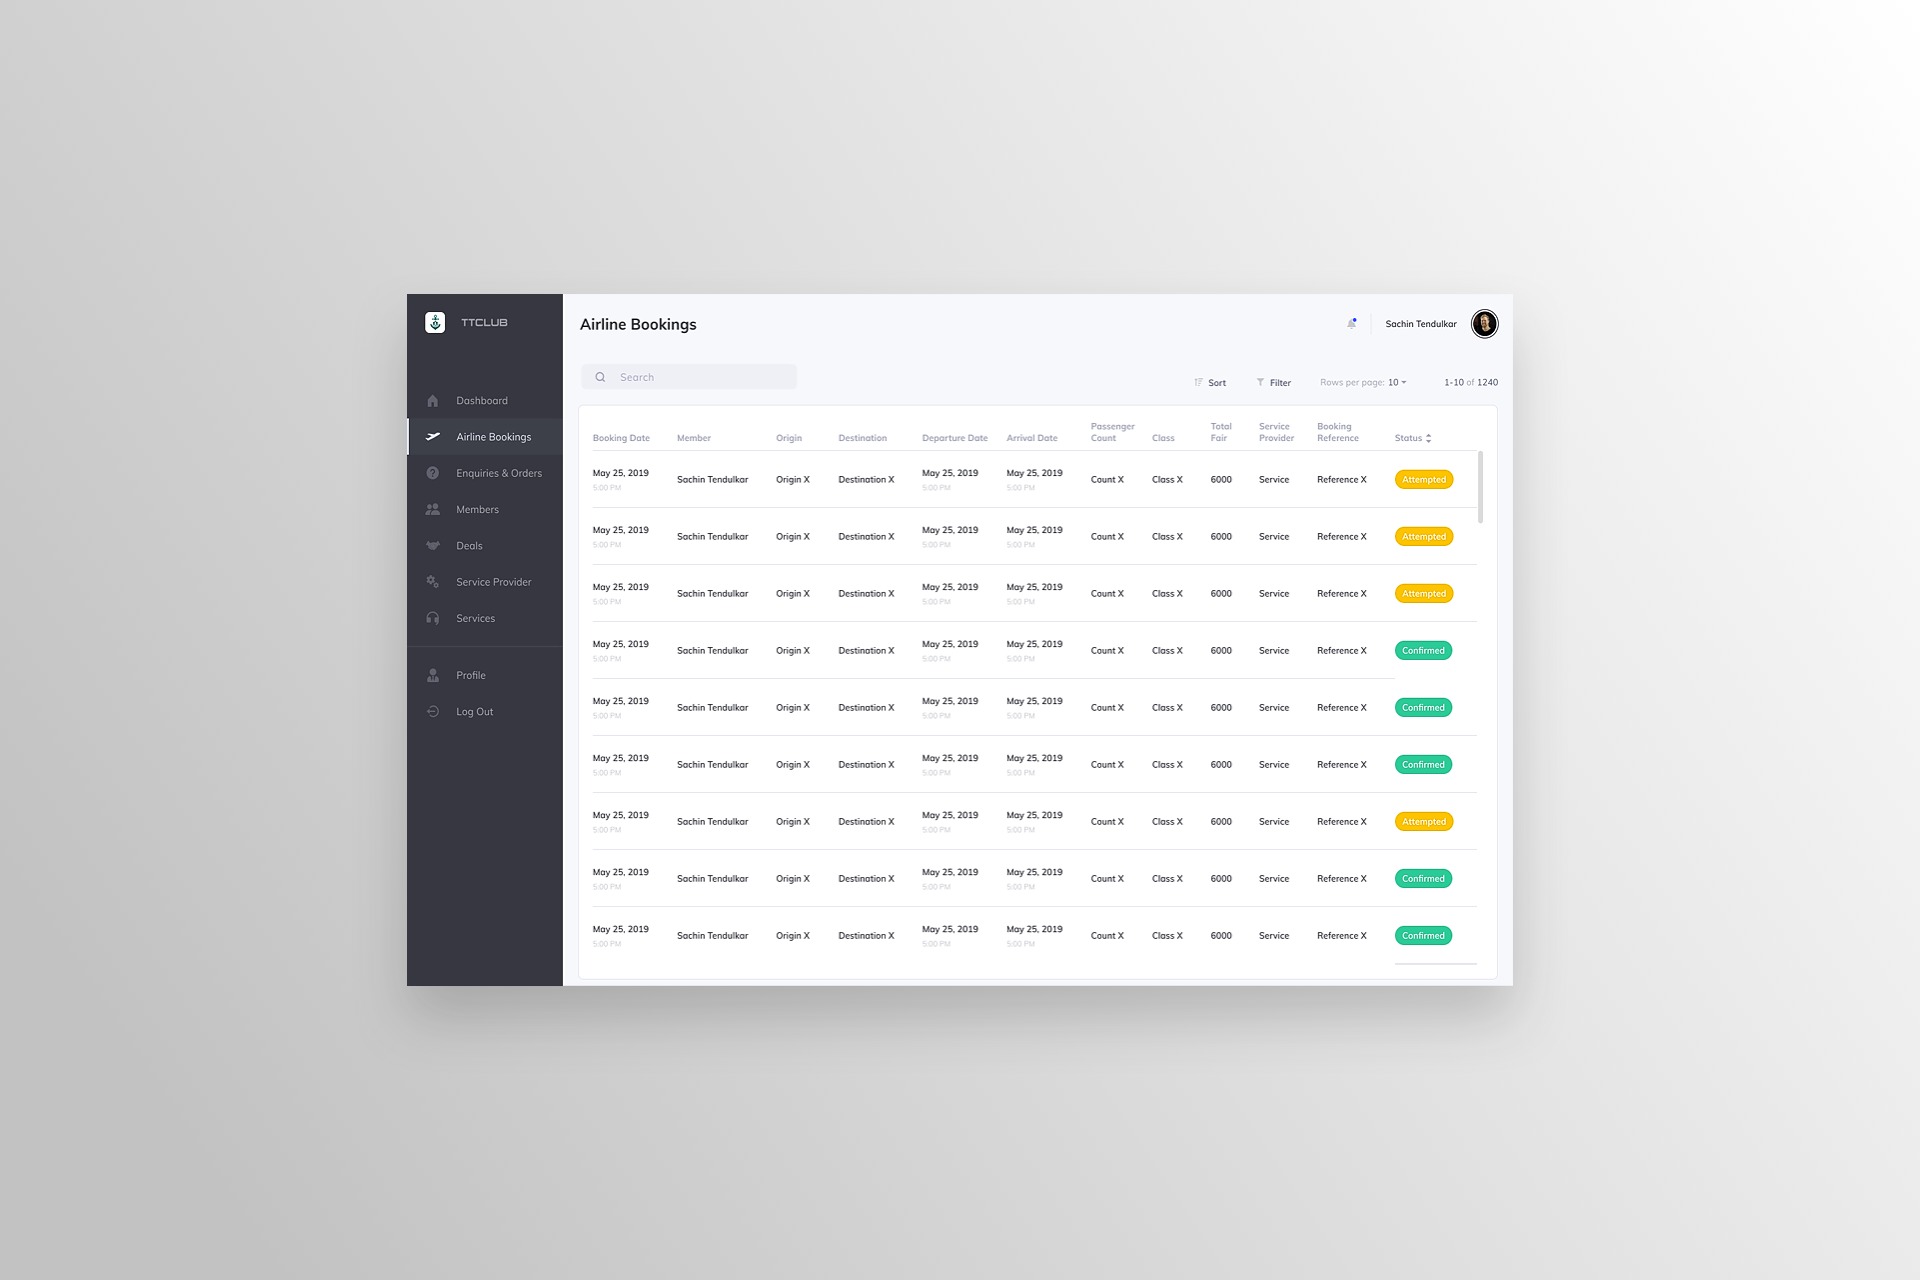 TTCLUB
Dashboard
Airline Bookings
Enquiries & Orders
Members
Deals
Service Provider
Services
Profile
Log Out
Airline Bookings
Sachin Tendulkar
Search
Sort Filter Rows per page: 10 1-10 of 1240
Booking Date Member Origin Destination Departure Date Arrival Date Passenger Count Class Total Fair Service Provider Booking Reference Status
May 25, 2019 Sachin Tendulkar Origin X Destination X May 25, 2019 May 25, 2019 Count X Class X 6000 Service Reference X Attempted
5:00 PM 5:00 PM 5:00 PM
May 25, 2019 Sachin Tendulkar Origin X Destination X May 25, 2019 May 25, 2019 Count X Class X 6000 Service Reference X Attempted
5:00 PM 5:00 PM 5:00 PM
May 25, 2019 Sachin Tendulkar Origin X Destination X May 25, 2019 May 25, 2019 Count X Class X 6000 Service Reference X Attempted
5:00 PM 5:00 PM 5:00 PM
May 25, 2019 Sachin Tendulkar Origin X Destination X May 25, 2019 May 25, 2019 Count X Class X 6000 Service Reference X Confirmed
5:00 PM 5:00 PM 5:00 PM
May 25, 2019 Sachin Tendulkar Origin X Destination X May 25, 2019 May 25, 2019 Count X Class X 6000 Service Reference X Confirmed
5:00 PM 5:00 PM 5:00 PM
May 25, 2019 Sachin Tendulkar Origin X Destination X May 25, 2019 May 25, 2019 Count X Class X 6000 Service Reference X Confirmed
5:00 PM 5:00 PM 5:00 PM
May 25, 2019 Sachin Tendulkar Origin X Destination X May 25, 2019 May 25, 2019 Count X Class X 6000 Service Reference X Attempted
5:00 PM 5:00 PM 5:00 PM
May 25, 2019 Sachin Tendulkar Origin X Destination X May 25, 2019 May 25, 2019 Count X Class X 6000 Service Reference X Confirmed
5:00 PM 5:00 PM 5:00 PM
May 25, 2019 Sachin Tendulkar Origin X Destination X May 25, 2019 May 25, 2019 Count X Class X 6000 Service Reference X Confirmed
5:00 PM 5:00 PM 5:00 PM